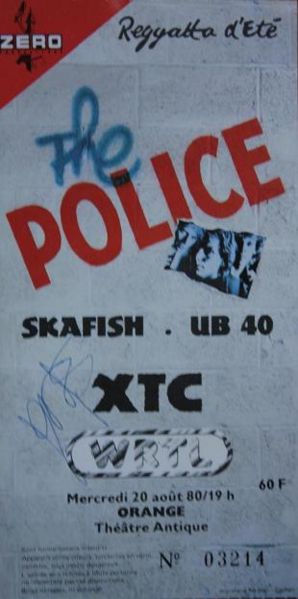 ZERO
Reggatta d'Eté
The
POLICE
SKAFISH . UB 40
XTC
WRTL
60 F
Mercredi 20 août 80/19 h
ORANGE
Théâtre Antique
Nº 03214